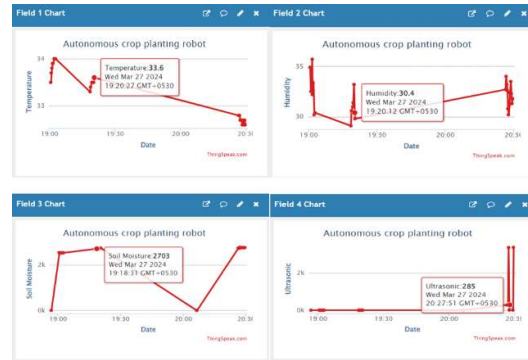 Field 1 Chart
Autonomous crop planting robot
34
33
Temperature
Temperature:33.6
Wed Mar 27 2024
19:20:27 GMT+0530
19:00
19:30
20:00
20:3
Date
ThingSpeak.com
Field 2 Chart
Autonomous crop planting robot
35
30
Humidity
Humidity:30.4
Wed Mar 27 2024
19:20:12 GMT+0530
19:00
19:30
20:00
20:3
Date
ThingSpeak.com
Field 3 Chart
Autonomous crop planting robot
2k
0k
Soil Moisture
Soil Moisture:2703
Wed Mar 27 2024
19:18:31 GMT+0530
19:00
19:30
20:00
20:3
Date
ThingSpeak.com
Field 4 Chart
Autonomous crop planting robot
2k
0k
Ultrasonic
Ultrasonic:285
Wed Mar 27 2024
20:27:51 GMT+0530
19:00
19:30
20:00
20:3
Date
ThingSpeak.com